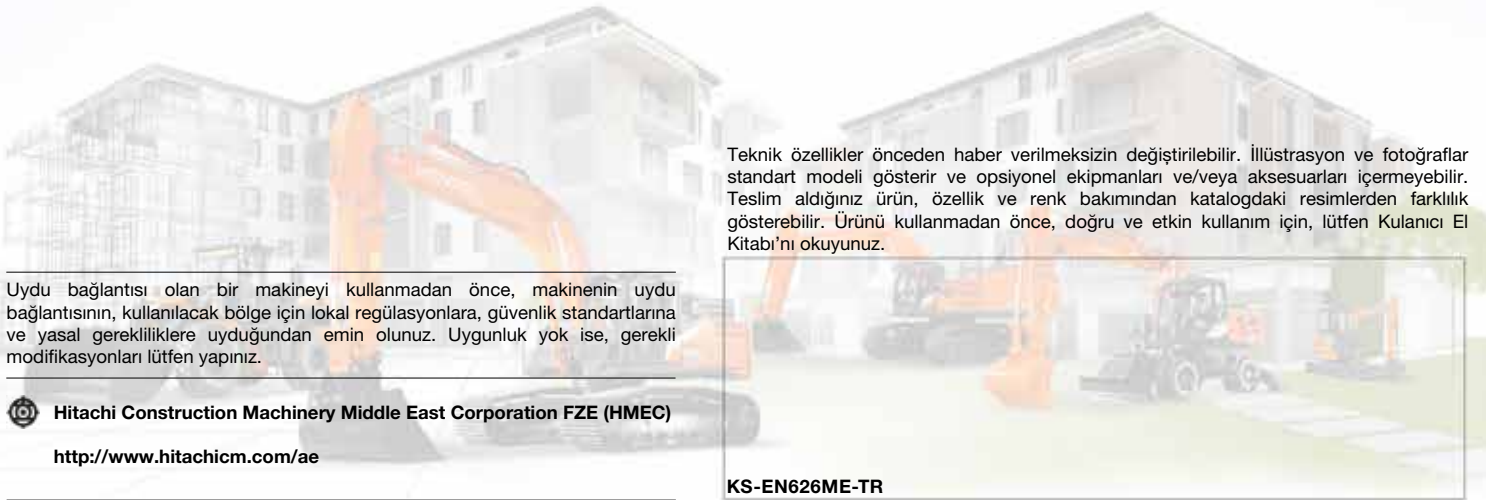 Uydu bağlantısı olan bir makineyi kullanmadan önce, makinenin uydu
bağlantısının, kullanılacak bölge için lokal regülasyonlara, güvenlik standartlarına
ve yasal gerekliliklere uyduğundan emin olunuz. Uygunluk yok ise, gerekli
modifikasyonları lütfen yapınız.
Hitachi Construction Machinery Middle East Corporation FZE (HMEC)
http://www.hitachicm.com/ae
Teknik özellikler önceden haber verilmeksizin değiştirilebilir. İllüstrasyon ve fotoğraflar
standart modeli gösterir ve opsiyonel ekipmanları ve/veya aksesuarları içermeyebilir.
Teslim aldığınız ürün, özellik ve renk bakımından katalogdaki resimlerden farklılık
gösterebilir. Ürünü kullanmadan önce, doğru ve etkin kullanım için, lütfen Kulanıcı El
Kitabı’nı okuyunuz.
KS-EN626ME-TR